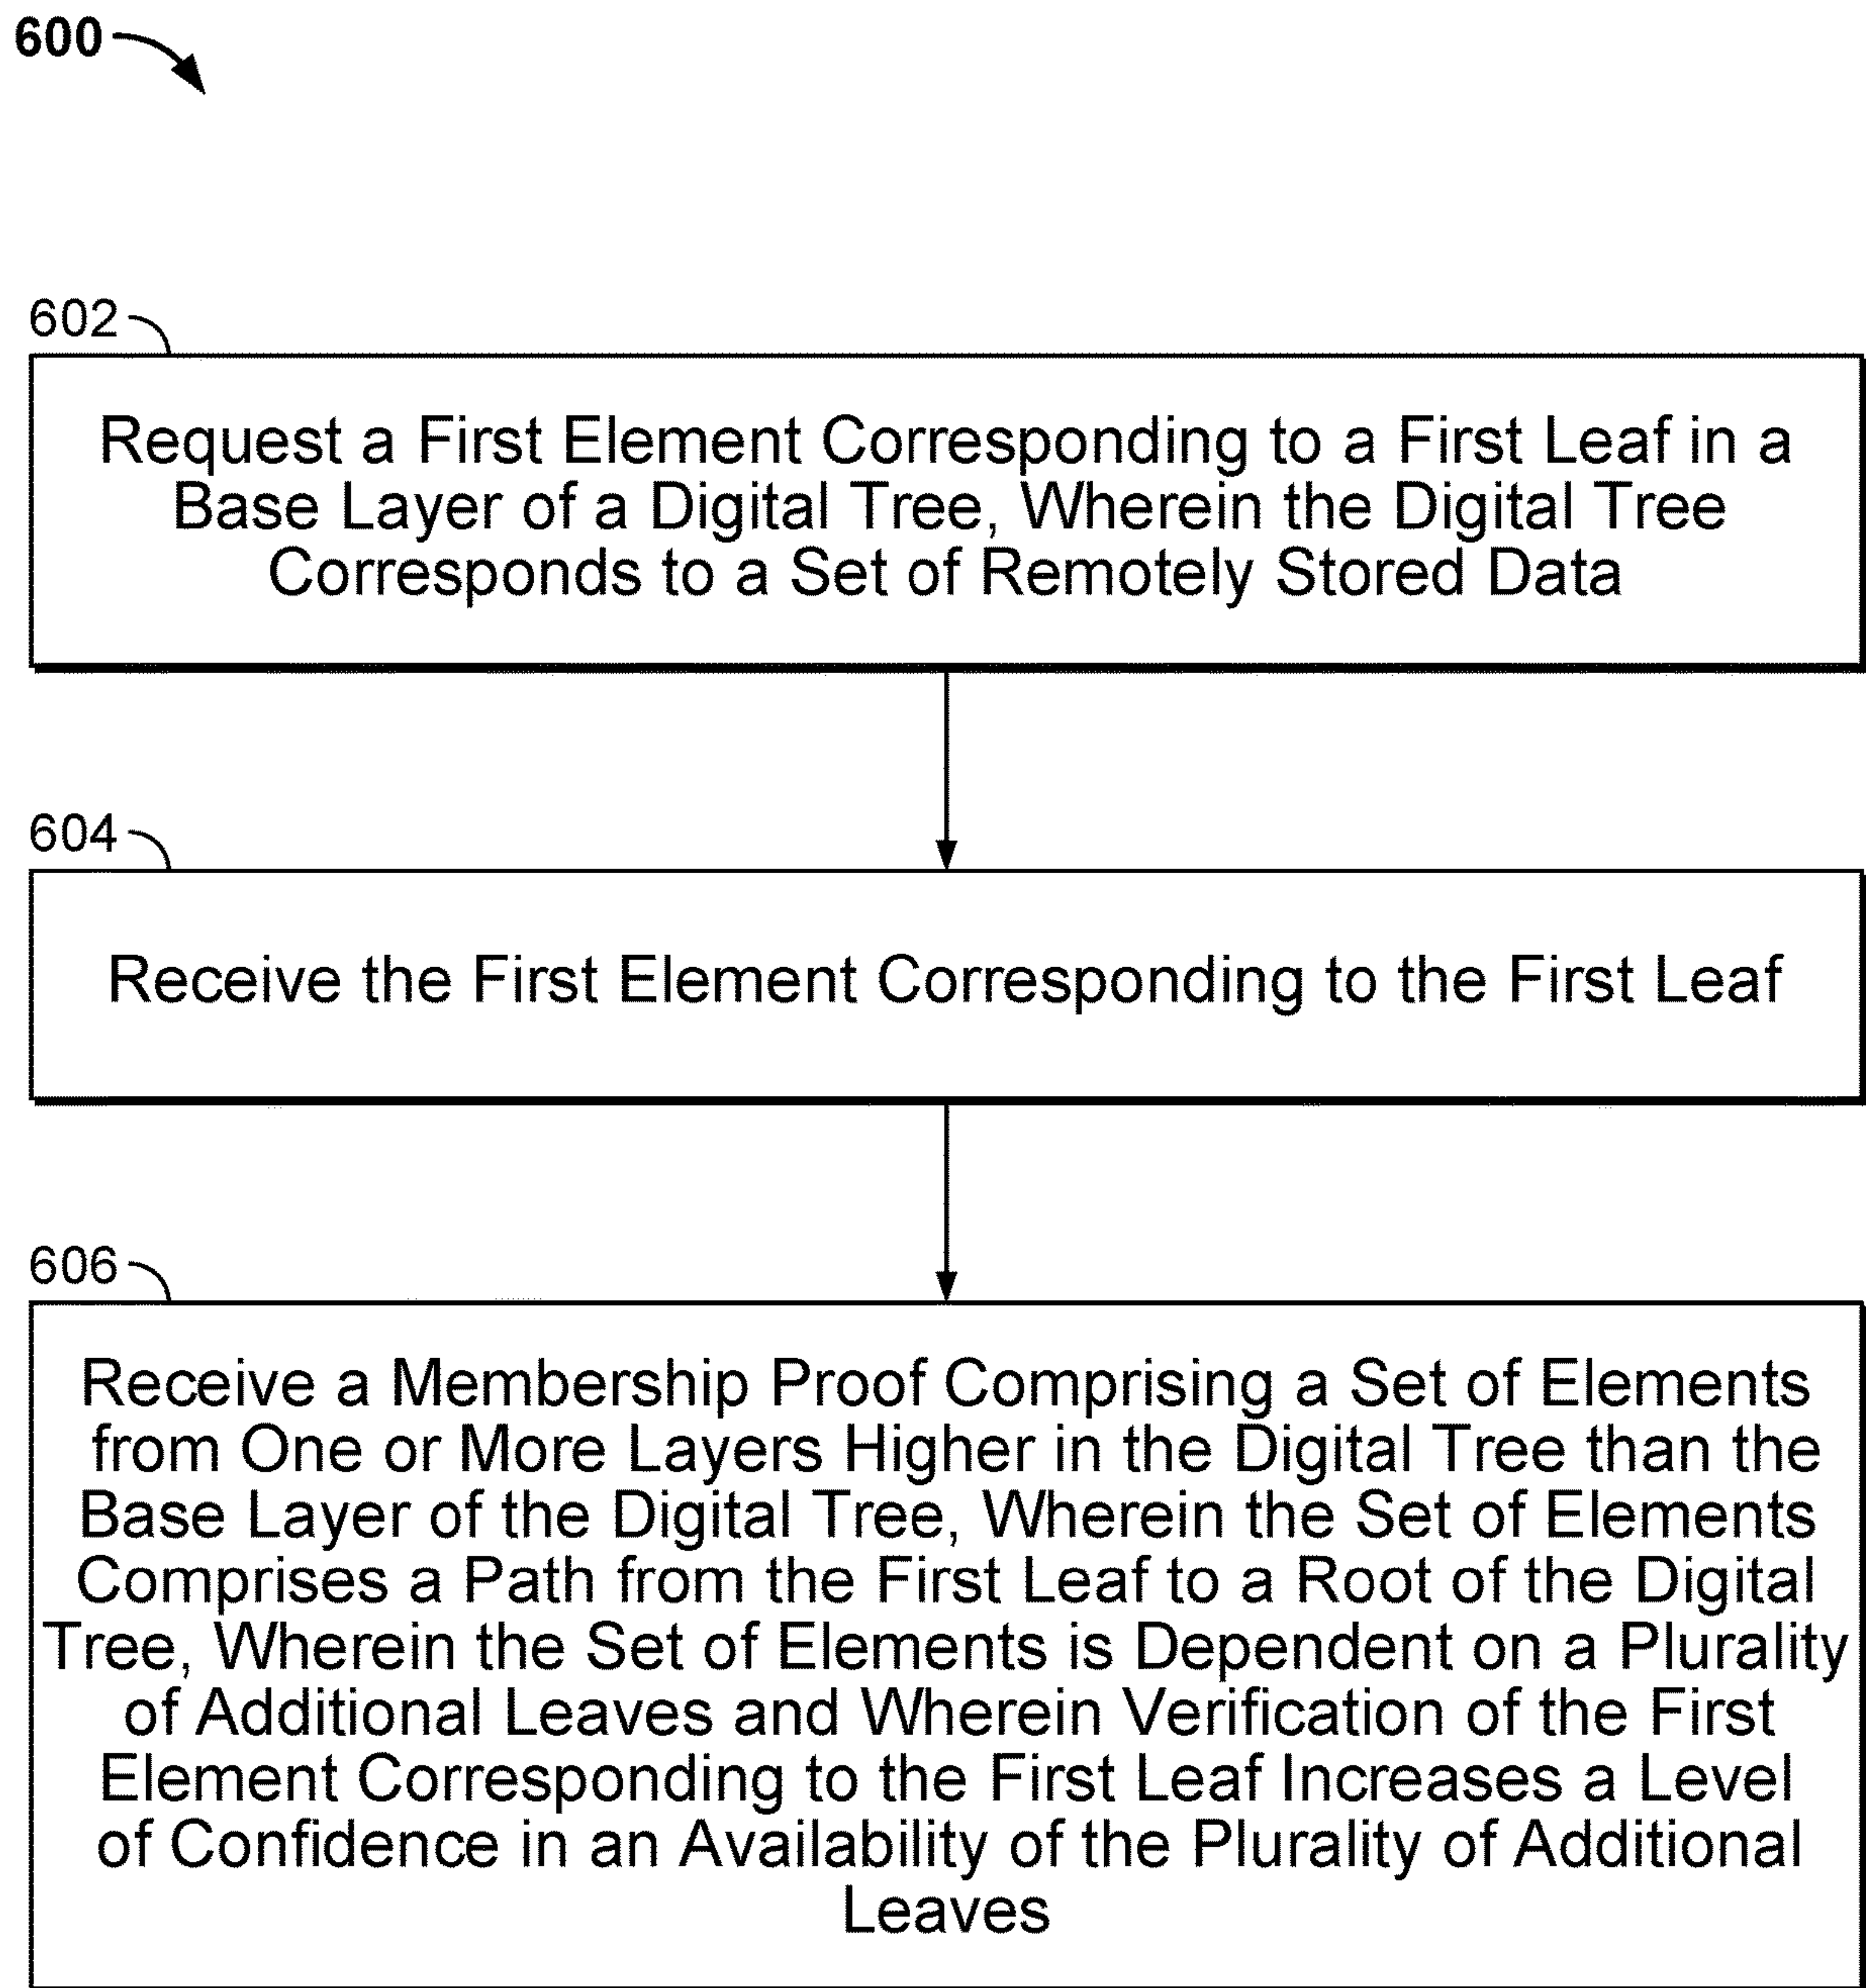 600
602
Request a First Element Corresponding to a First Leaf in a
Base Layer of a Digital Tree, Wherein the Digital Tree
Corresponds to a Set of Remotely Stored Data
604
Receive the First Element Corresponding to the First Leaf
606
Receive a Membership Proof Comprising a Set of Elements
from One or More Layers Higher in the Digital Tree than the
Base Layer of the Digital Tree, Wherein the Set of Elements
Comprises a Path from the First Leaf to a Root of the Digital
Tree, Wherein the Set of Elements is Dependent on a Plurality
of Additional Leaves and Wherein Verification of the First
Element Corresponding to the First Leaf Increases a Level
of Confidence in an Availability of the Plurality of Additional
Leaves